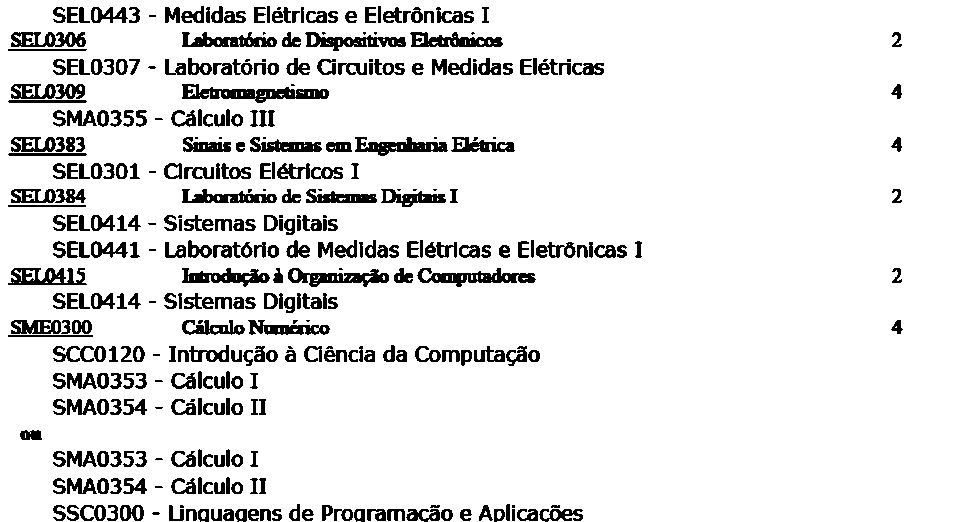 SEL0443 - Medidas Elétricas e Eletrônicas I
SEL0306 Laboratório de Dispositivos Eletrônicos 2
SEL0307 - Laboratório de Circuitos e Medidas Elétricas
SEL0309 Eletromagnetismo 4
SMA0355 - Cálculo III
SEL0383 Sinais e Sistemas em Engenharia Elétrica 4
SEL0301 - Circuitos Elétricos I
SEL0384 Laboratório de Sistemas Digitais I 2
SEL0414 - Sistemas Digitais
SEL0441 - Laboratório de Medidas Elétricas e Eletrônicas I
SEL0415 Introdução à Organização de Computadores 2
SEL0414 - Sistemas Digitais
SME0300 Cálculo Numérico 4
SCC0120 - Introdução à Ciência da Computação
SMA0353 - Cálculo I
SMA0354 - Cálculo II
ou
SMA0353 - Cálculo I
SMA0354 - Cálculo II
SSC0300 - Linguagens de Programação e Aplicações